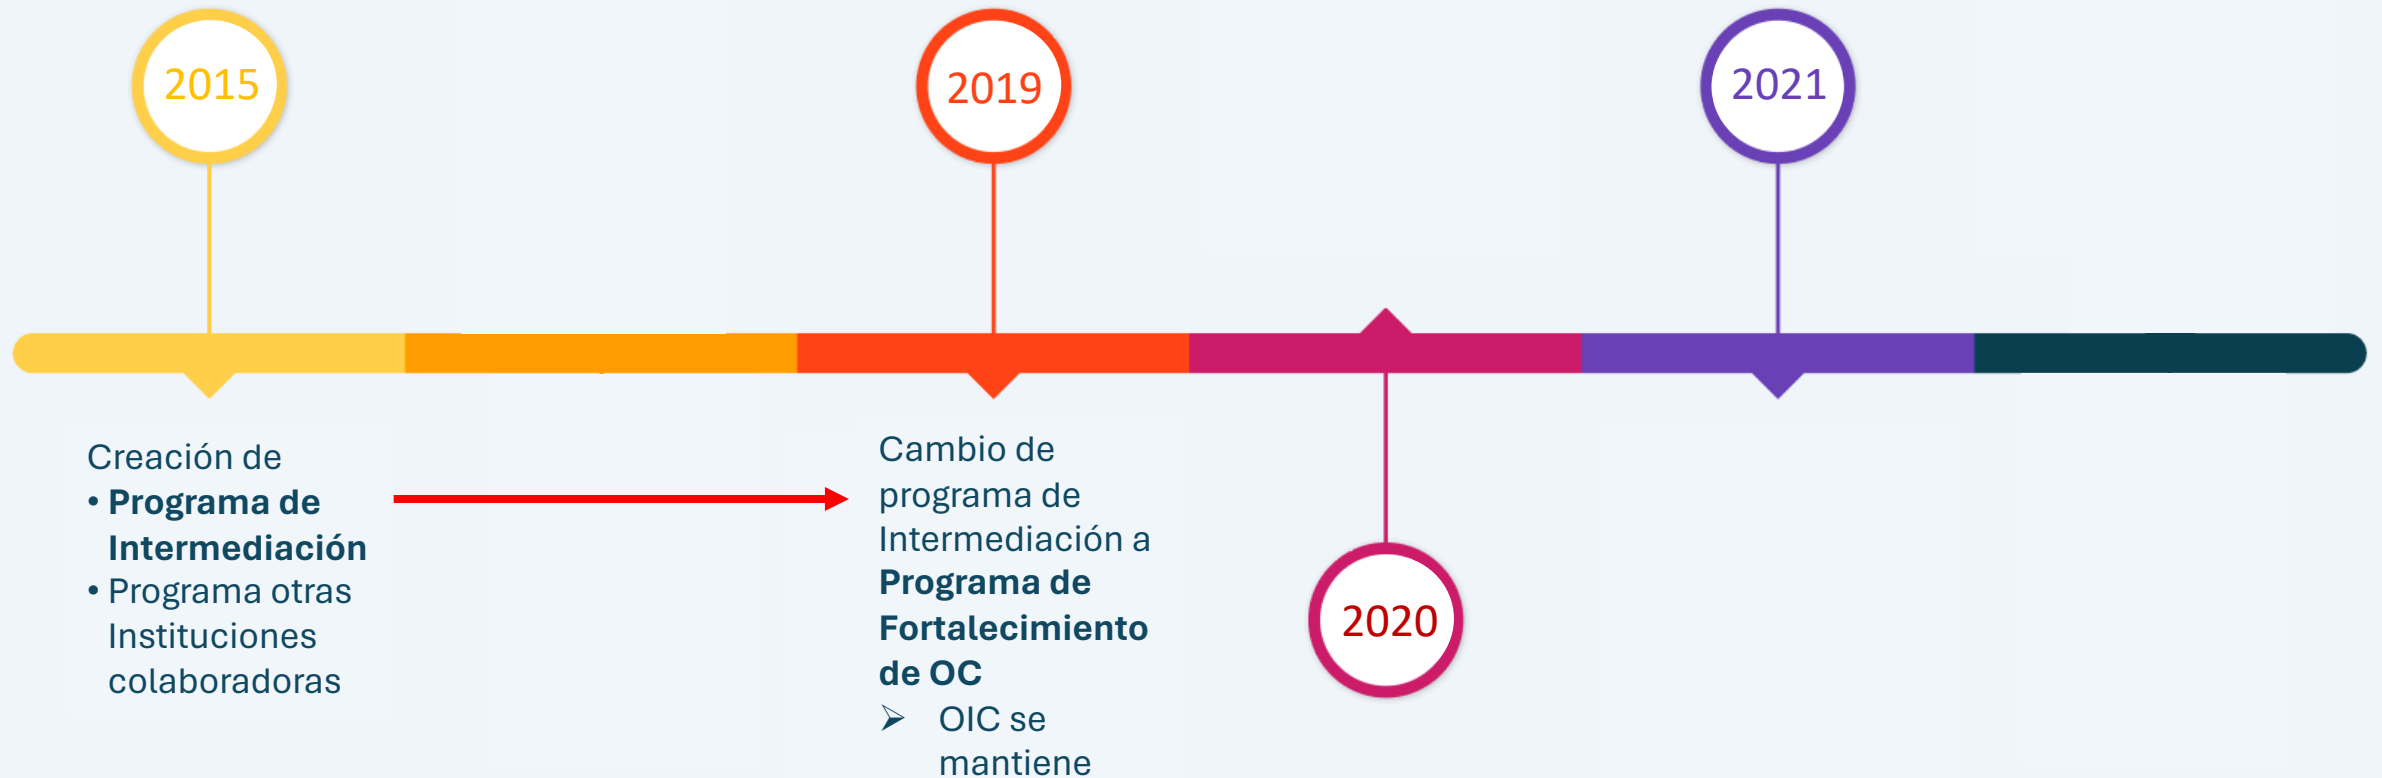 2015
2019
2021
Creación de
• Programa de
Intermediación
• Programa otras
Instituciones
colaboradoras
Cambio de
programa de
Intermediación a
Programa de
Fortalecimiento
de OC
➢ OIC se
mantiene
2020